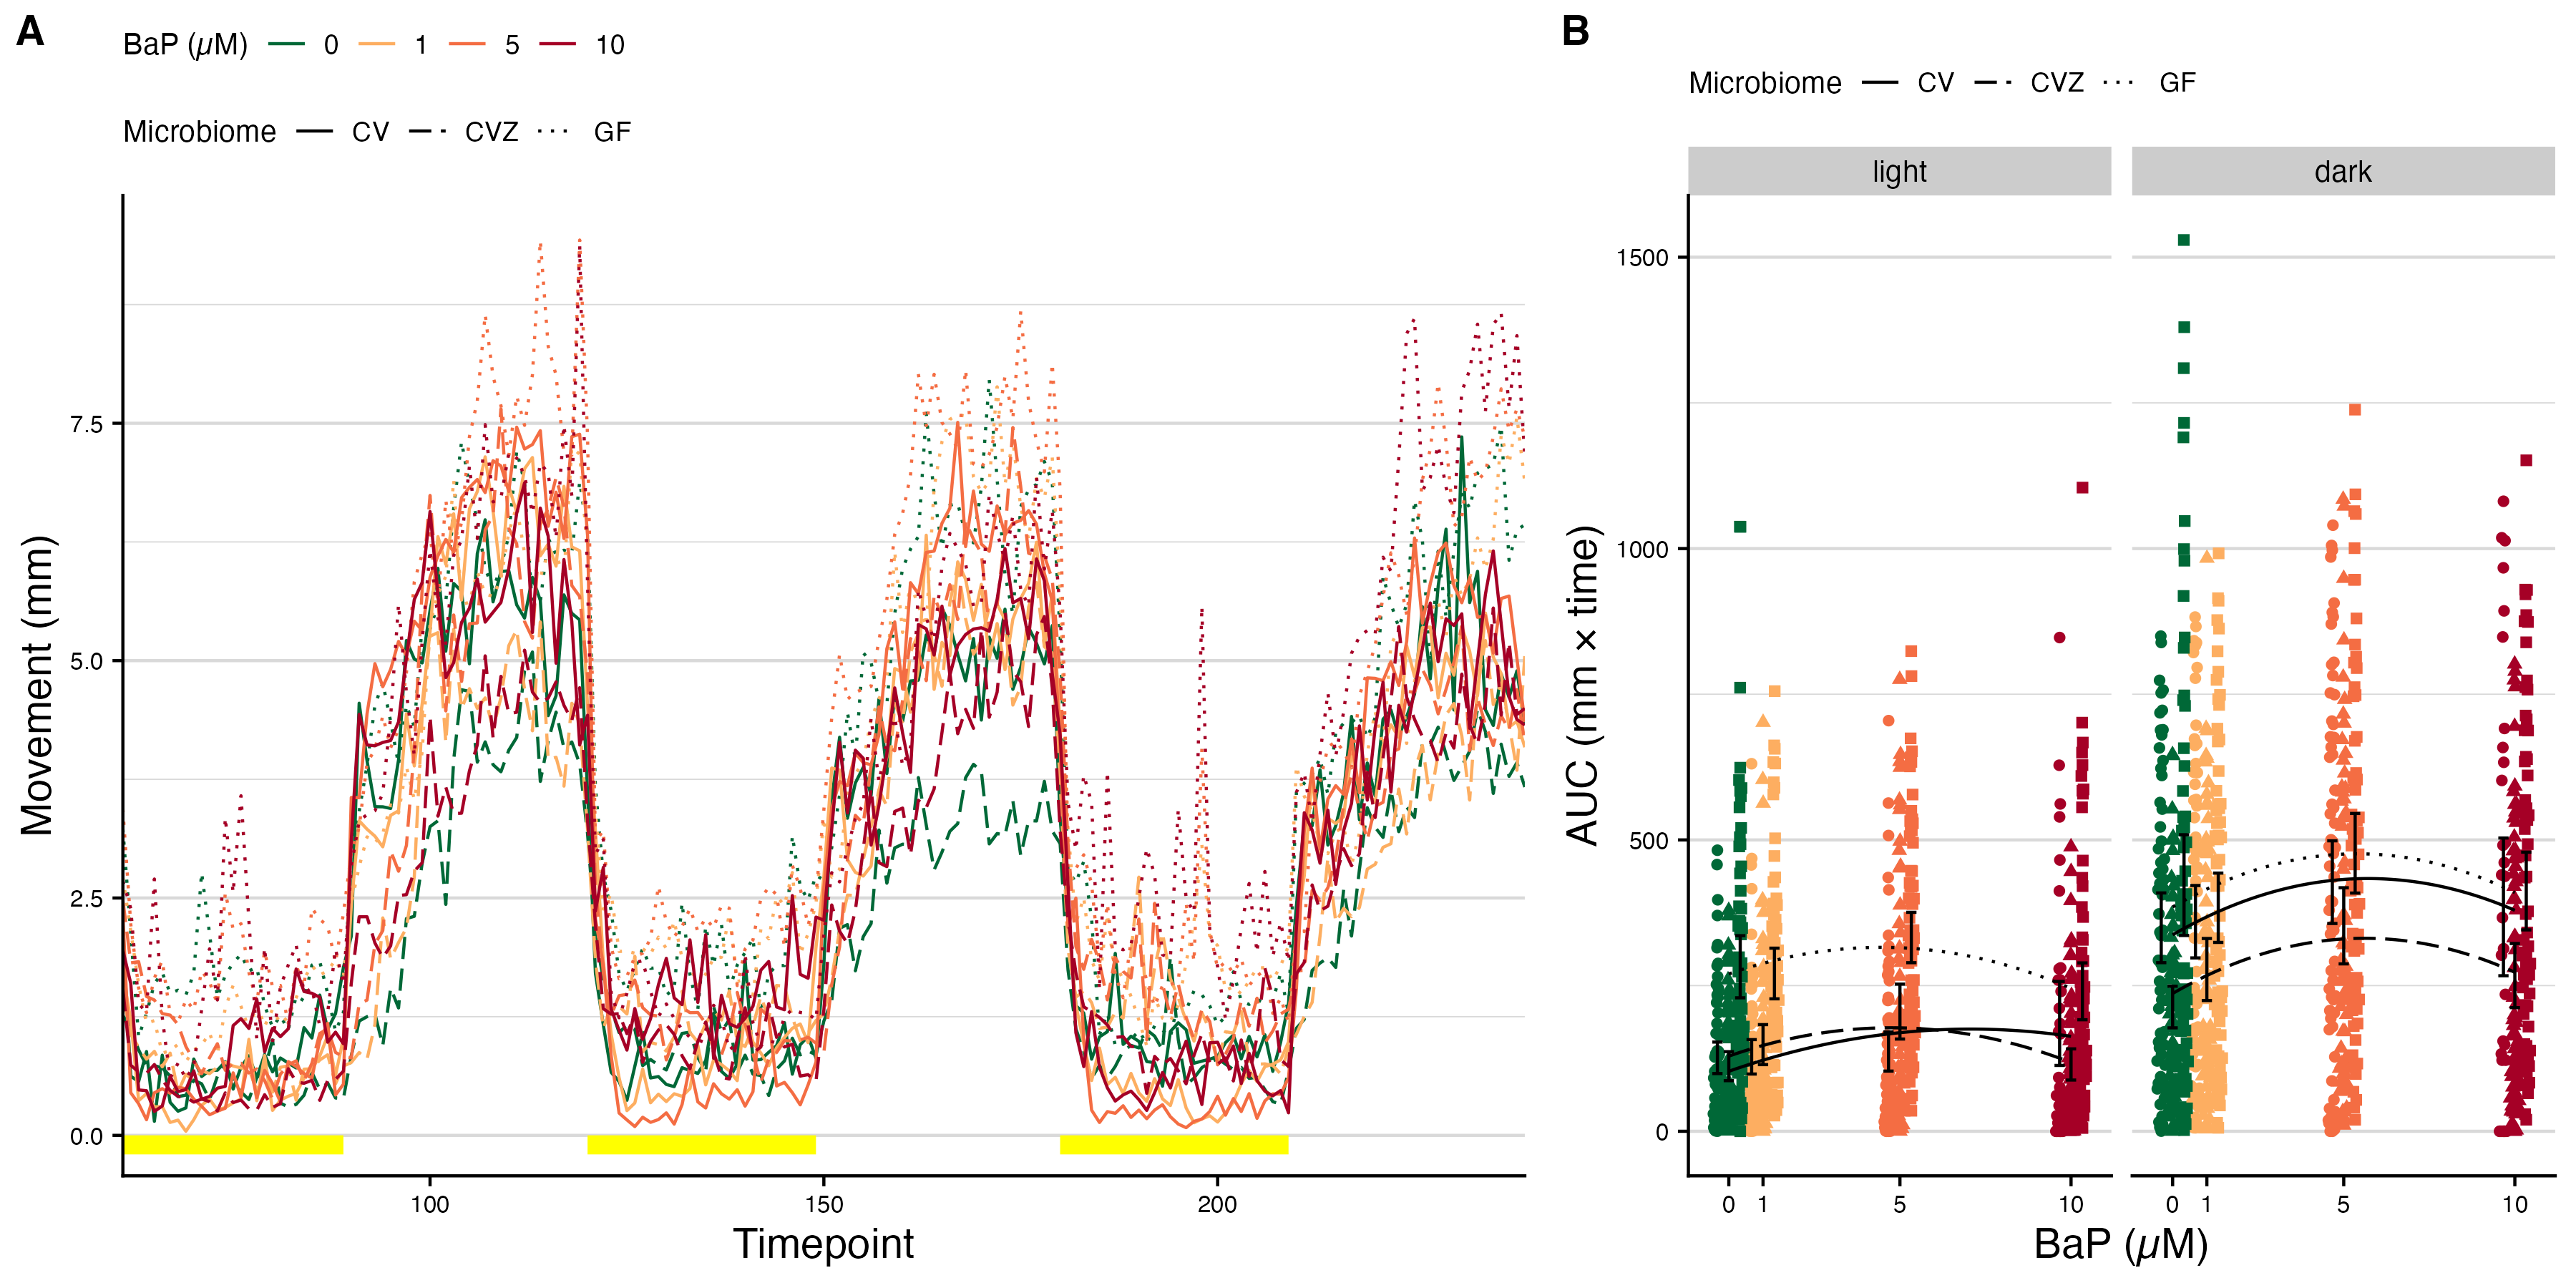 A
BaP (µM) 0 1 5 10
Microbiome CV CVZ GF
Movement (mm)
7.5
5.0
2.5
0.0
100 150 200
Timepoint
B
Microbiome CV CVZ GF
light dark
AUC (mm × time)
1500
1000
500
0
0 1 5 10 0 1 5 10
BaP (µM)